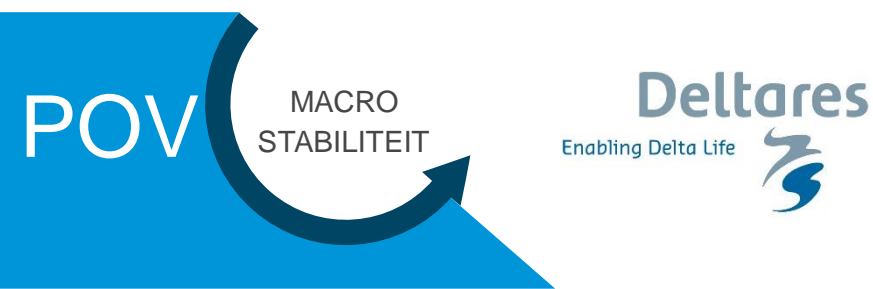 POV
MACRO
STABILITEIT
Deltares
Enabling Delta Life